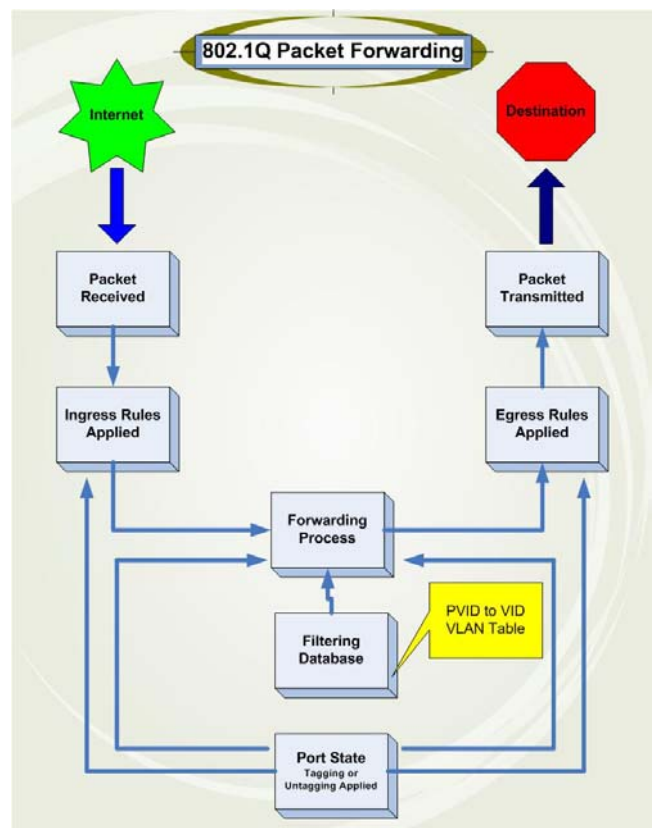 802.1Q Packet Forwarding
Internet
Destination
Packet
Received
Packet
Transmitted
Ingress Rules
Applied
Egress Rules
Applied
Forwarding
Process
PVID to VID
VLAN Table
Filtering
Database
Port State
Tagging or
Untagging Applied